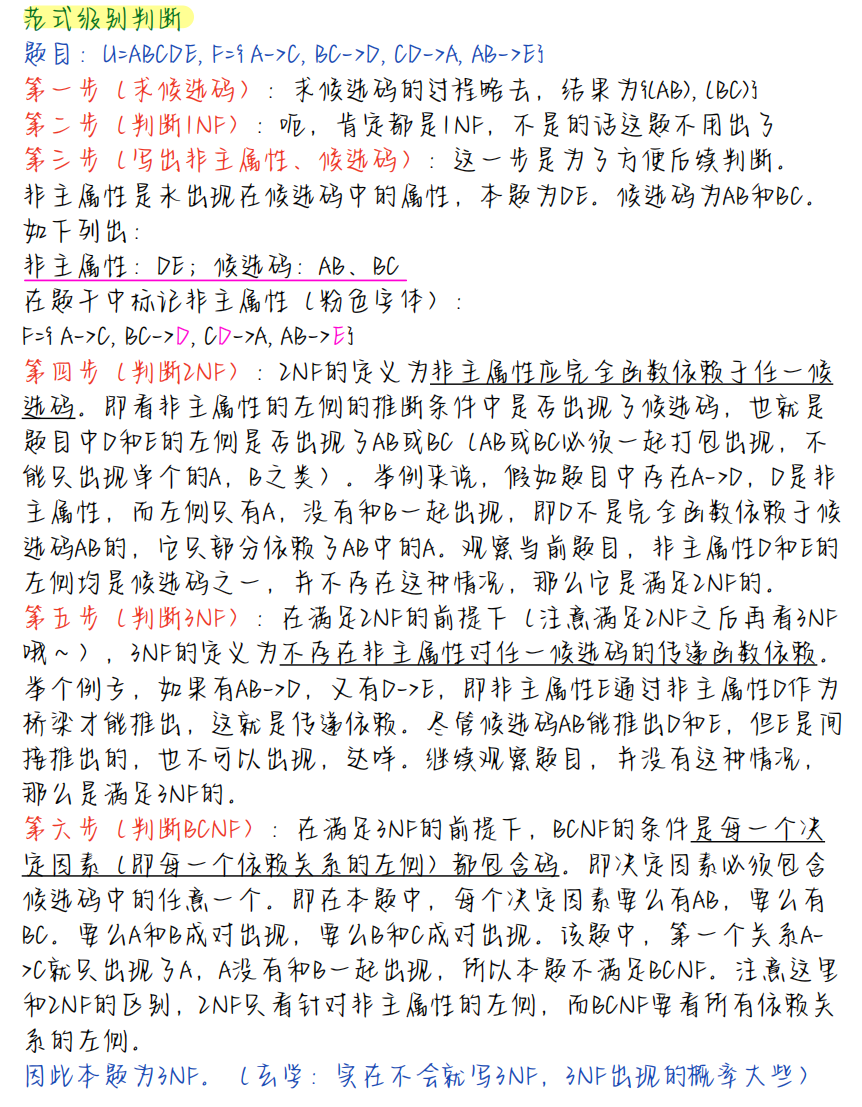 范式级别判断
题目：U=ABCDE, F={ A->C, BC->D, CD->A, AB->E}
第一步（求候选码）：求候选码的过程略去，结果为{(AB), (BC)}
第二步（判断1NF）：呃，肯定都是1NF，不是的话这题不用出了
第三步（写出非主属性、候选码）：这一步是为了方便后续判断。
非主属性是未出现在候选码中的属性，本题为DE。候选码为AB和BC。
如下列出：
非主属性：DE；候选码：AB、BC
在题干中标记非主属性（粉色字体）：
F={ A->C, BC->D, CD->A, AB->E}
第四步（判断2NF）：2NF的定义为非主属性应完全函数依赖于任一候
选码。即看非主属性的左侧的推断条件中是否出现了候选码，也就是
题目中D和E的左侧是否出现了AB或BC（AB或BC必须一起打包出现，不
能只出现单个的A，B之类）。举例来说，假如题目中存在A->D，D是非
主属性，而左侧只有A，没有和B一起出现，即D不是完全函数依赖于候
选码AB的，它只部分依赖了AB中的A。观察当前题目，非主属性D和E的
左侧均是候选码之一，并不存在这种情况，那么它是满足2NF的。
第五步（判断3NF）：在满足2NF的前提下（注意满足2NF之后再看3NF
哦～），3NF的定义为不存在非主属性对任一候选码的传递函数依赖。
举个例子，如果有AB->D，又有D->E，即非主属性E通过非主属性D作为
桥梁才能推出，这就是传递依赖。尽管候选码AB能推出D和E，但E是间
接推出的，也不可以出现，达咩。继续观察题目，并没有这种情况，
那么是满足3NF的。
第六步（判断BCNF）：在满足3NF的前提下，BCNF的条件是每一个决
定因素（即每一个依赖关系的左侧）都包含码。即决定因素必须包含
候选码中的任意一个。即在本题中，每个决定因素要么有AB，要么有
BC。要么A和B成对出现，要么B和C成对出现。该题中，第一个关系A-
>C就只出现了A，A没有和B一起出现，所以本题不满足BCNF。注意这里
和2NF的区别，2NF只看针对非主属性的左侧，而BCNF要看所有依赖关
系的左侧。
因此本题为3NF。（玄学：实在不会就写3NF，3NF出现的概率大些）